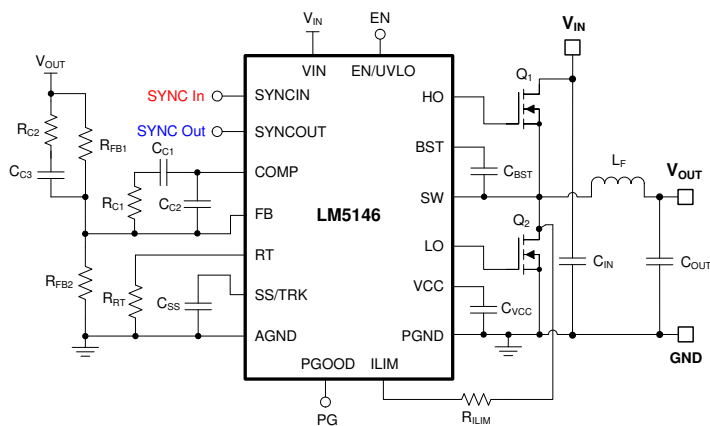 VIN
EN
VIN
VOUT
VIN
EN/UVLO
Q1
SYNC In
SYNCIN
HO
RC2
RFB1
SYNC Out
SYNCOUT
BST
CC1
CC3
COMP
CBST
LF
VOUT
RC1
CC2
SW
FB
LM5146
Q2
LO
RT
CIN
COUT
RFB2
RRT
CSS
SS/TRK
VCC
CVCC
AGND
PGND
GND
PGOOD
ILIM
PG
RILIM